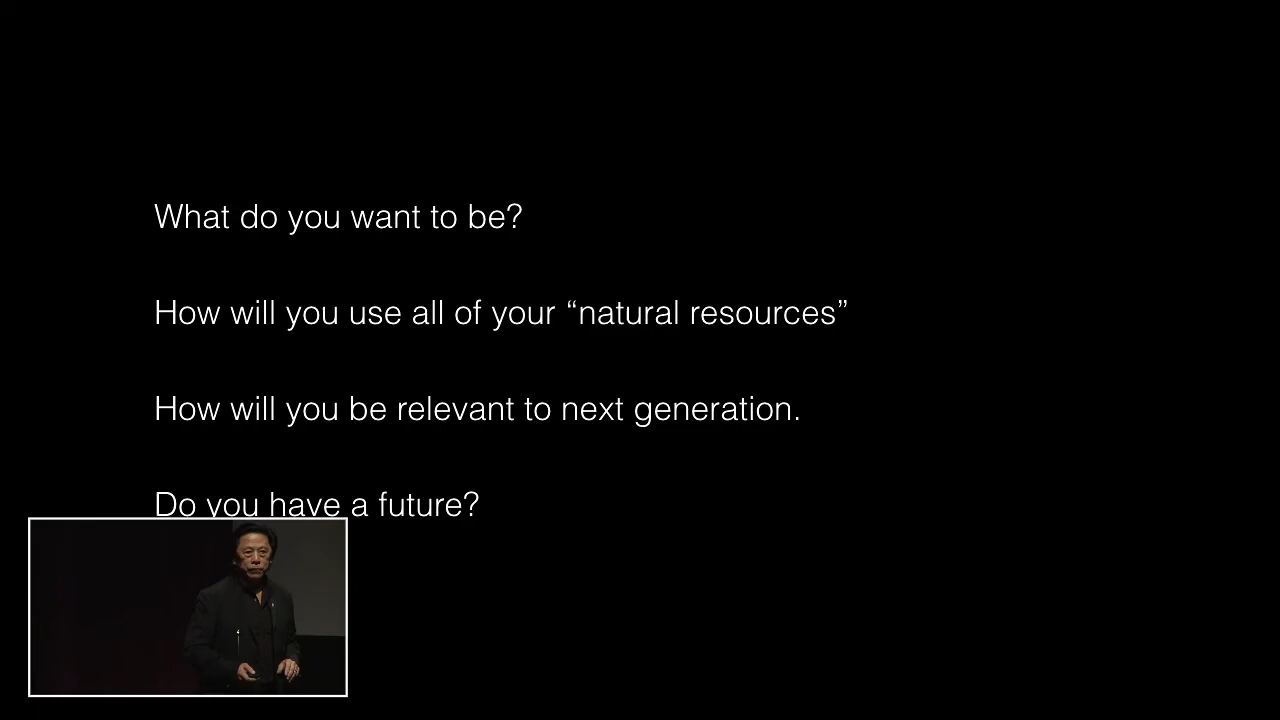 What do you want to be?
How will you use all of your “natural resources”
How will you be relevant to next generation.
Do you have a future?